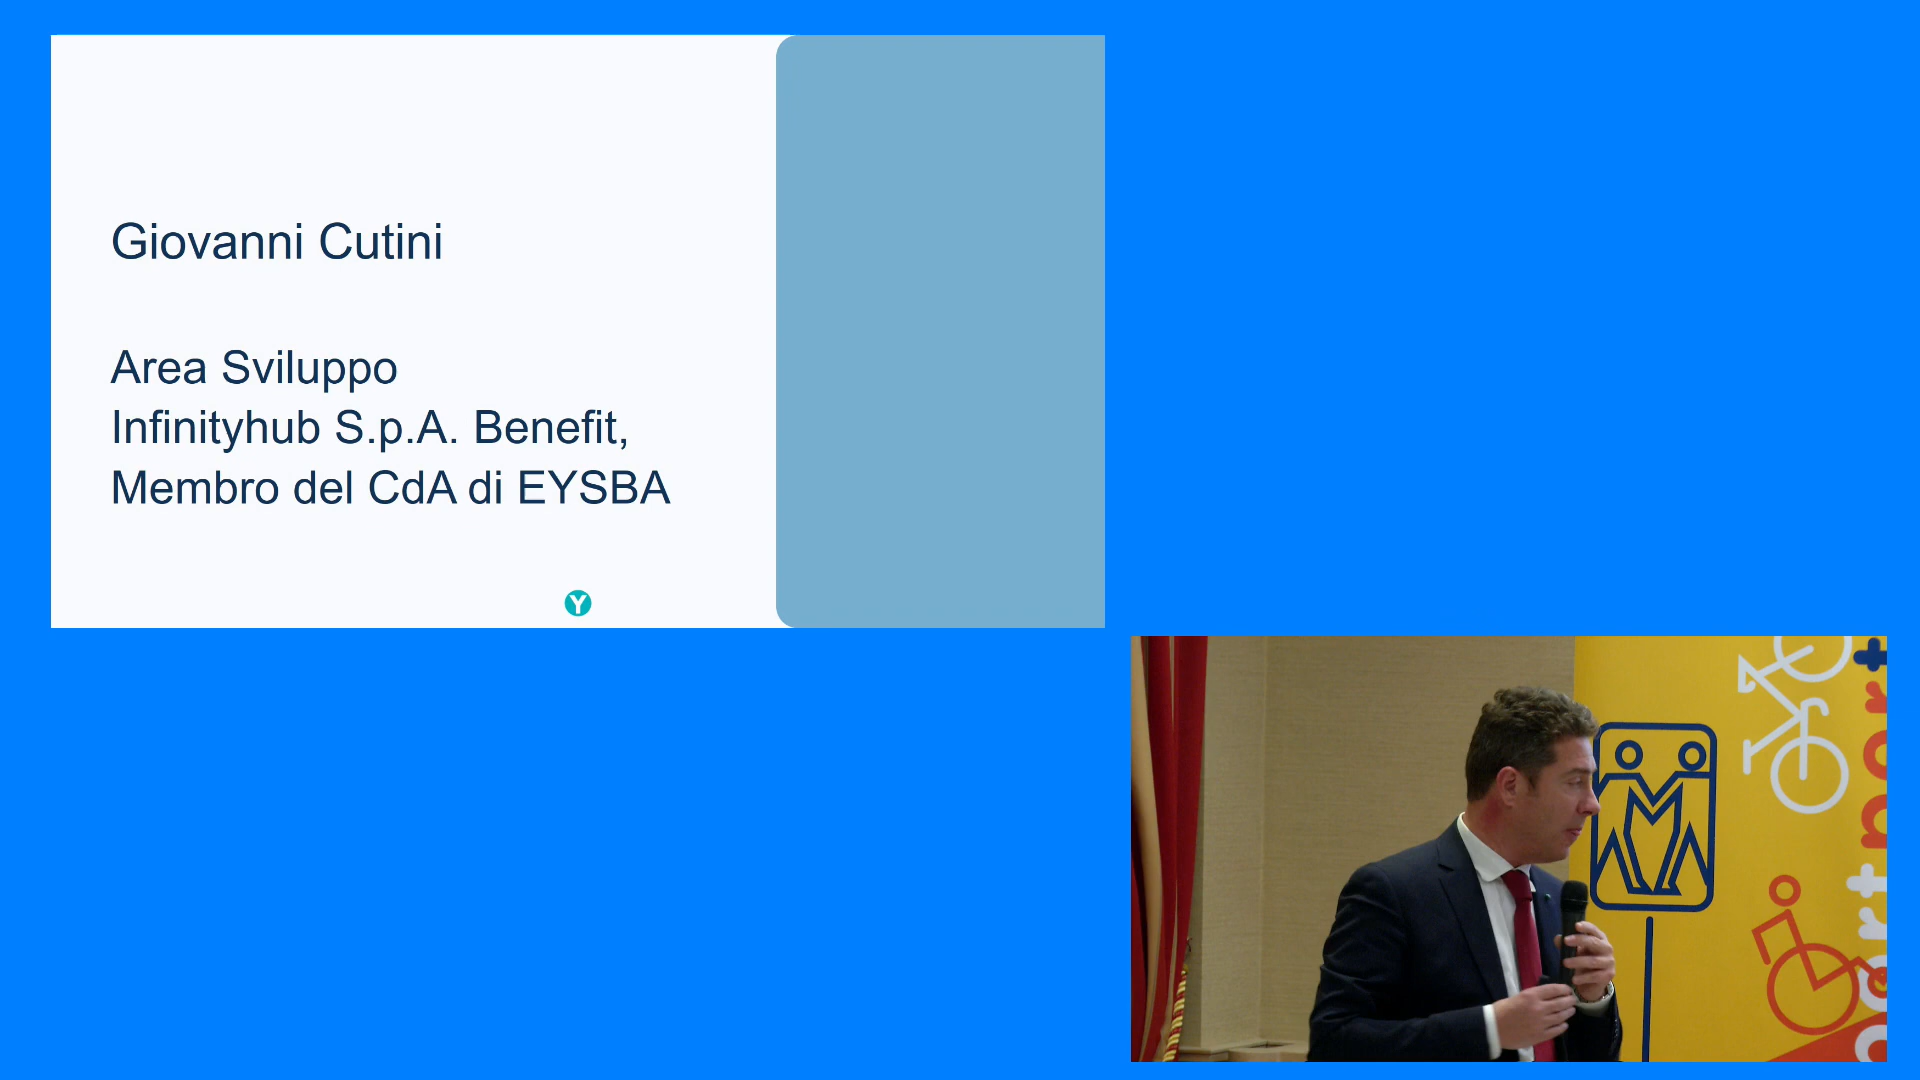 Giovanni Cutini
Area Sviluppo
Infinityhub S.p.A. Benefit,
Membro del CdA di EYSBA
Y